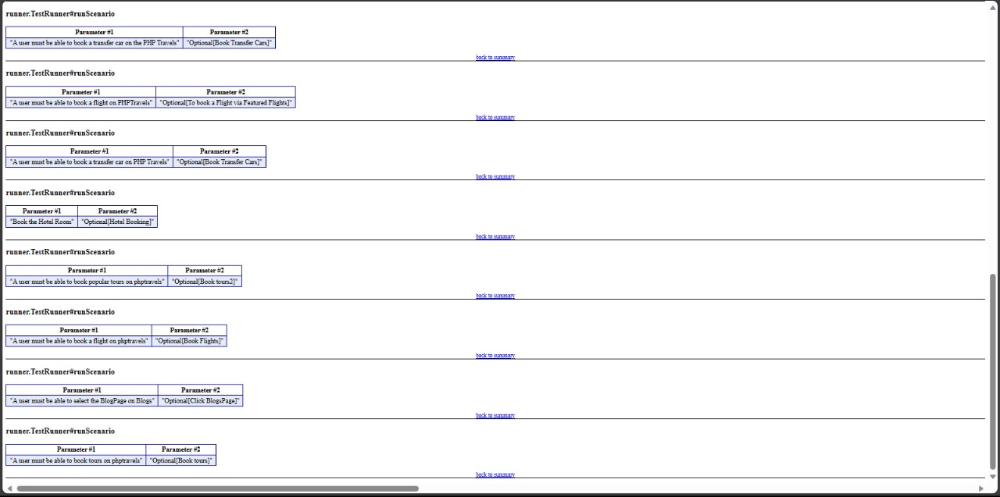 runner.TestRunner#runScenario
Parameter #1 Parameter #2
"A user must be able to book a transfer car on the PHP Travels" "Optional[Book Transfer Cars]"
back to summary
runner.TestRunner#runScenario
Parameter #1 Parameter #2
"A user must be able to book a flight on PHPTravels" "Optional[To book a Flight via Featured Flights]"
back to summary
runner.TestRunner#runScenario
Parameter #1 Parameter #2
"A user must be able to book a transfer car on PHP Travels" "Optional[Book Transfer Cars]"
back to summary
runner.TestRunner#runScenario
Parameter #1 Parameter #2
"Book the Hotel Room" "Optional[Hotel Booking]"
back to summary
runner.TestRunner#runScenario
Parameter #1 Parameter #2
"A user must be able to book popular tours on phptravels" "Optional[Book tours2]"
back to summary
runner.TestRunner#runScenario
Parameter #1 Parameter #2
"A user must be able to book a flight on phptravels" "Optional[Book Flights]"
back to summary
runner.TestRunner#runScenario
Parameter #1 Parameter #2
"A user must be able to select the BlogPage on Blogs" "Optional[Click BlogsPage]"
back to summary
runner.TestRunner#runScenario
Parameter #1 Parameter #2
"A user must be able to book tours on phptravels" "Optional[Book tours]"
back to summary